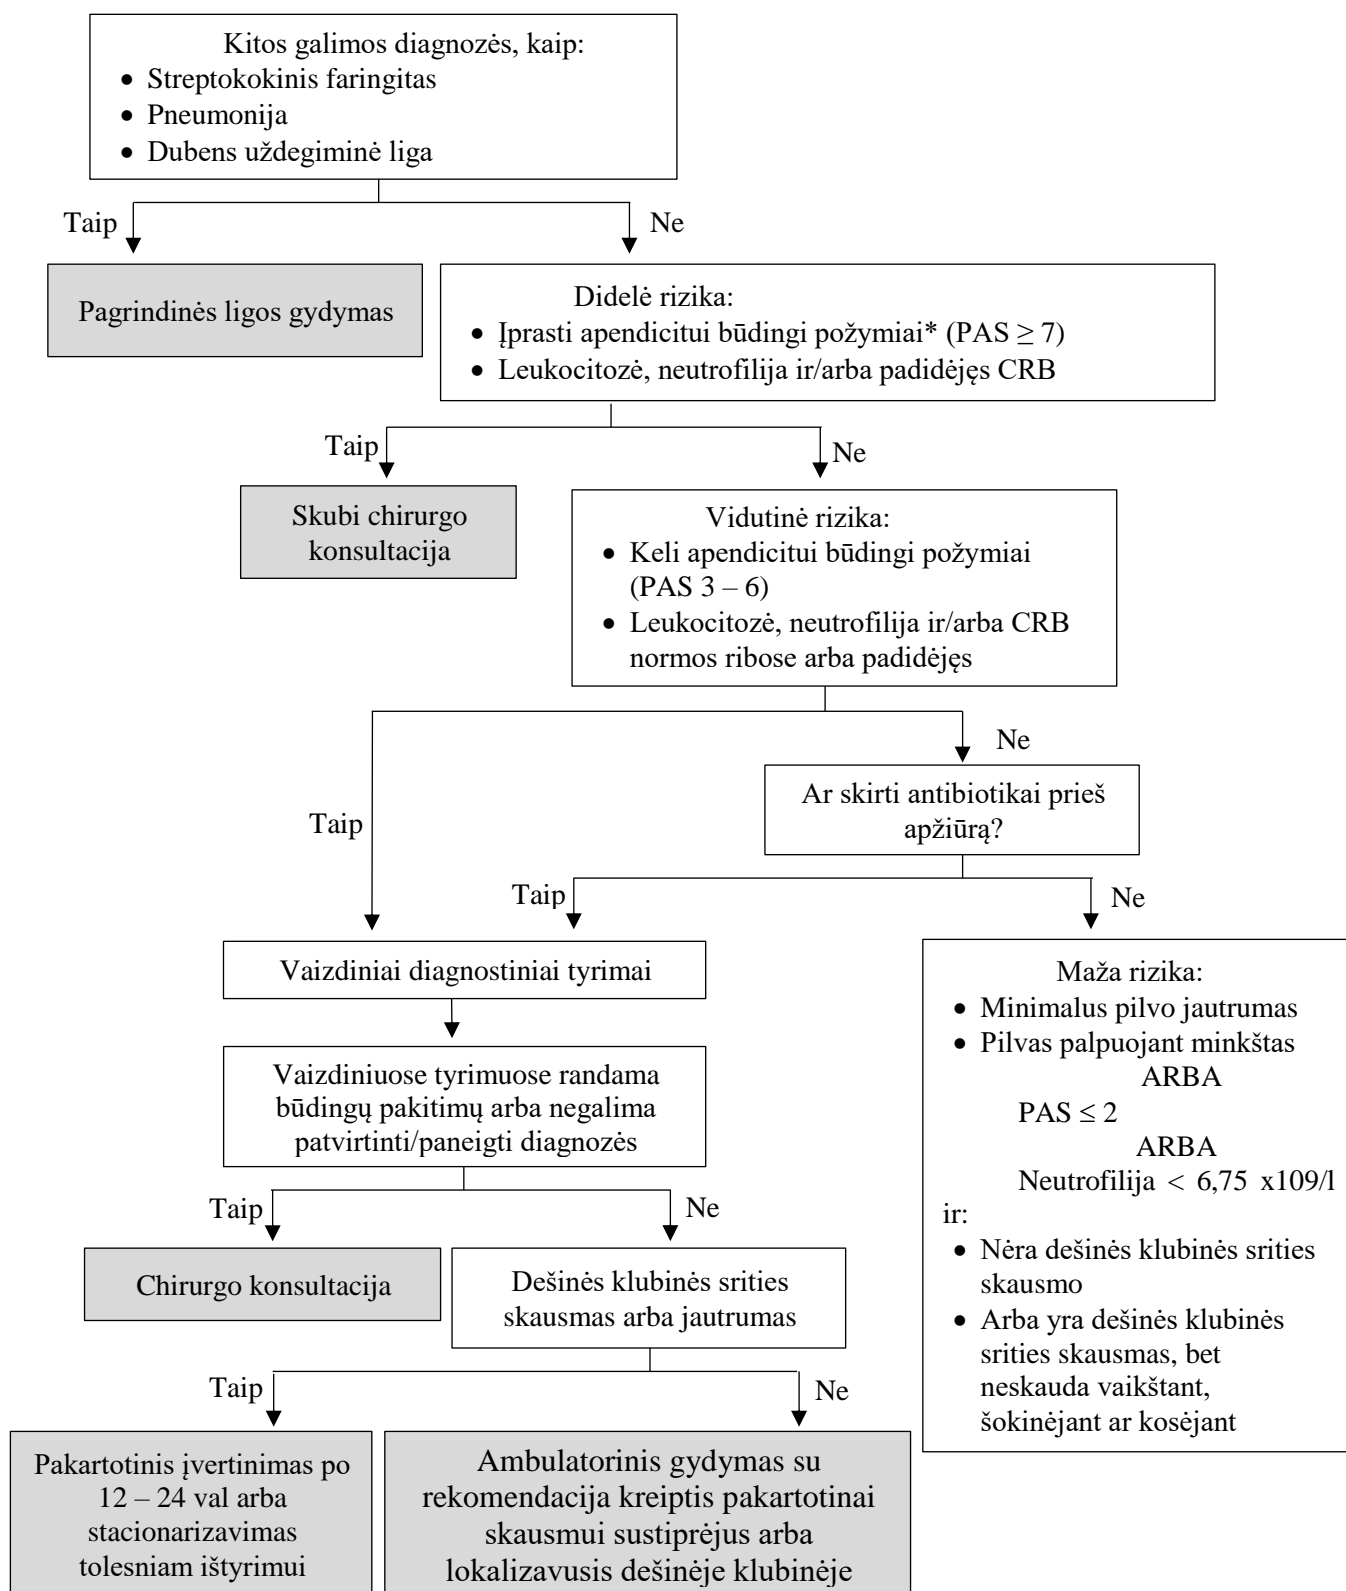 Kitos galimos diagnozės, kaip:
• Streptokokinis faringitas
• Pneumonija
• Dubens uždegiminė liga
Taip
Ne
Pagrindinės ligos gydymas
Didelė rizika:
• Įprasti apendicitui būdingi požymiai* (PAS ≥ 7)
• Leukocitozė, neutrofilija ir/arba padidėjęs CRB
Taip
Ne
Skubi chirurgo
konsultacija
Vidutinė rizika:
• Keli apendicitui būdingi požymiai
(PAS 3 – 6)
• Leukocitozė, neutrofilija ir/arba CRB
normos ribose arba padidėjęs
Taip
Ne
Ar skirti antibiotikai prieš
apžiūrą?
Taip
Ne
Vaizdiniai diagnostiniai tyrimai
Vaizdiniuose tyrimuose randama
būdingų pakitimų arba negalima
patvirtinti/paneigti diagnozės
Maža rizika:
• Minimalus pilvo jautrumas
• Pilvas palpuojant minkštas
ARBA
PAS ≤ 2
ARBA
Neutrofilija < 6,75 x109/l
ir:
• Nėra dešinės klubinės srities
skausmo
• Arba yra dešinės klubinės
srities skausmas, bet
neskauda vaikštant,
šokinėjant ar kosėjant
Taip
Ne
Chirurgo konsultacija
Dešinės klubinės srities
skausmas arba jautrumas
Taip
Ne
Pakartotinis įvertinimas po
12 – 24 val arba
stacionarizavimas
tolesniam ištyrimui
Ambulatorinis gydymas su
rekomendacija kreiptis pakartotinai
skausmui sustiprėjus arba
lokalizavusis dešinėje klubinėje